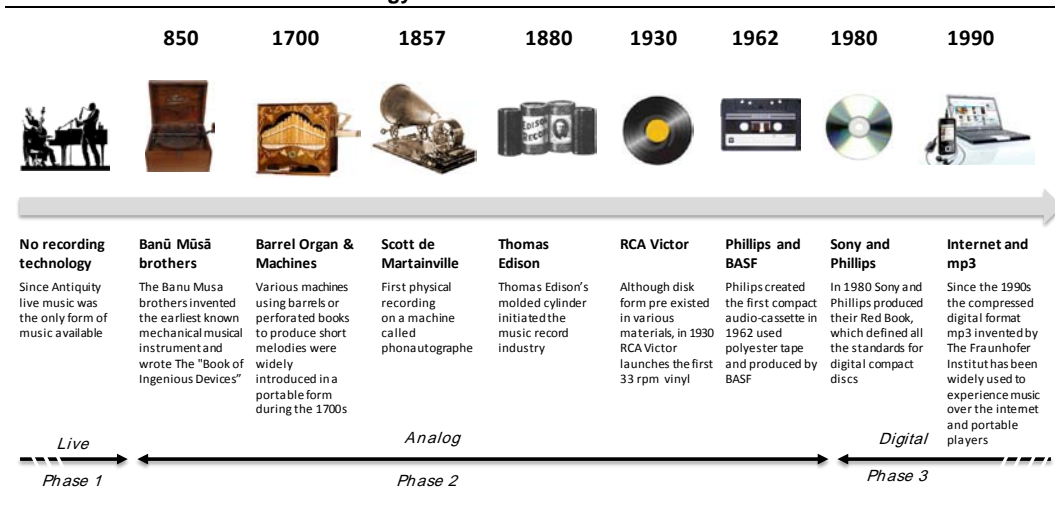 850
1700
1857
1880
1930
1962
1980
1990
EDISON
RECOR
No recording
technology
Since Antiquity
live music was
the only form of
music available
Banū Mūsā
brothers
The Banu Musa
brothers invented
the earliest known
mechanical musical
instrument and
wrote The "Book of
Ingenious Devices”
Barrel Organ &
Machines
Various machines
using barrels or
perforated books
to produce short
melodies were
widely
introduced in a
portable form
during the 1700s
Scott de
Martainville
First physical
recording
on a machine
called
phonautographe
Thomas
Edison
Thomas Edison’s
molded cylinder
initiated the
music record
industry
RCA Victor
Although disk
form pre existed
in various
materials, in 1930
RCA Victor
launches the first
33 rpm vinyl
Phillips and
BASF
Philips created
the first compact
audio-cassette in
1962 used
polyester tape
and produced by
BASF
Sony and
Phillips
In 1980 Sony and
Phillips produced
their Red Book,
which defined all
the standards for
digital compact
discs
Internet and
mp3
Since the 1990s
the compressed
digital format
mp3 invented by
The Fraunhofer
Institut has been
widely used to
experience music
over the internet
and portable
players
Live
Analog
Digital
Phase 1
Phase 2
Phase 3